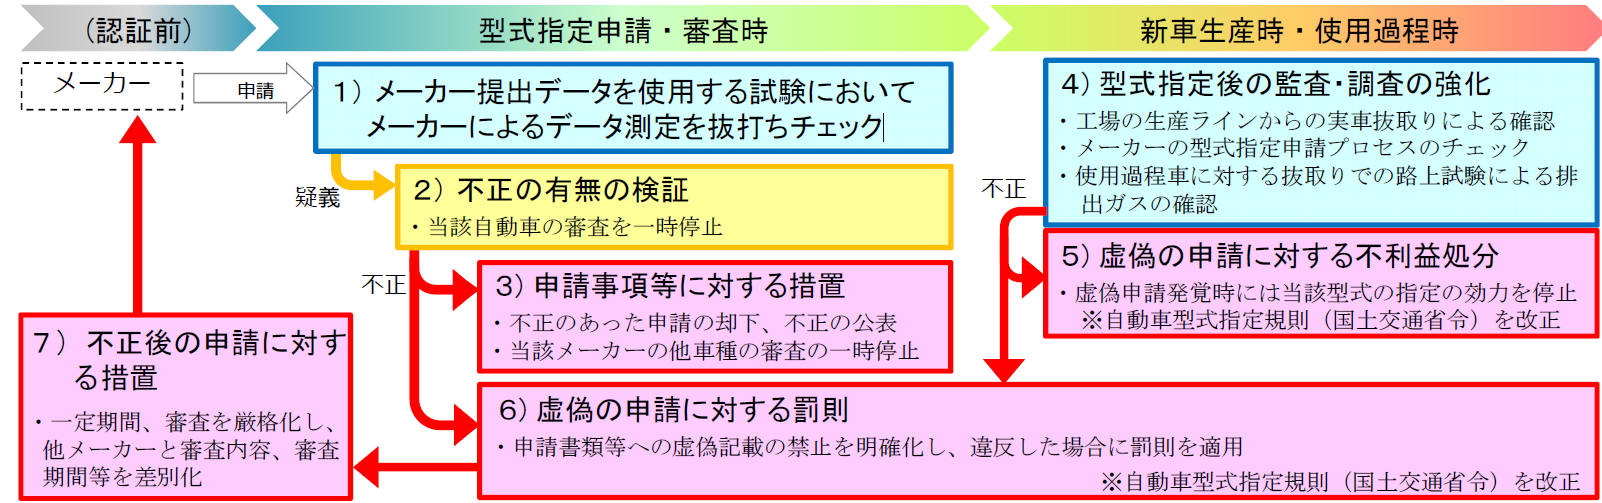 （認証前）
型式指定申請・審査時
新車生産時・使用過程時
メーカー
申請
１）メーカー提出データを使用する試験において
メーカーによるデータ測定を抜打ちチェック
疑義
２）不正の有無の検証
・当該自動車の審査を一時停止
不正
３）申請事項等に対する措置
・不正のあった申請の却下、不正の公表
・当該メーカーの他車種の審査の一時停止
４）型式指定後の監査・調査の強化
・工場の生産ラインからの実車抜取りによる確認
・メーカーの型式指定申請プロセスのチェック
・使用過程車に対する抜取りでの路上試験による排
出ガスの確認
不正
５）虚偽の申請に対する不利益処分
・虚偽申請発覚時には当該型式の指定の効力を停止
※自動車型式指定規則（国土交通省令）を改正
６）虚偽の申請に対する罰則
・申請書類等への虚偽記載の禁止を明確化し、違反した場合に罰則を適用
※自動車型式指定規則（国土交通省令）を改正
７） 不正後の申請に対す
る措置
・一定期間、審査を厳格化し、
他メーカーと審査内容、審査
期間等を差別化